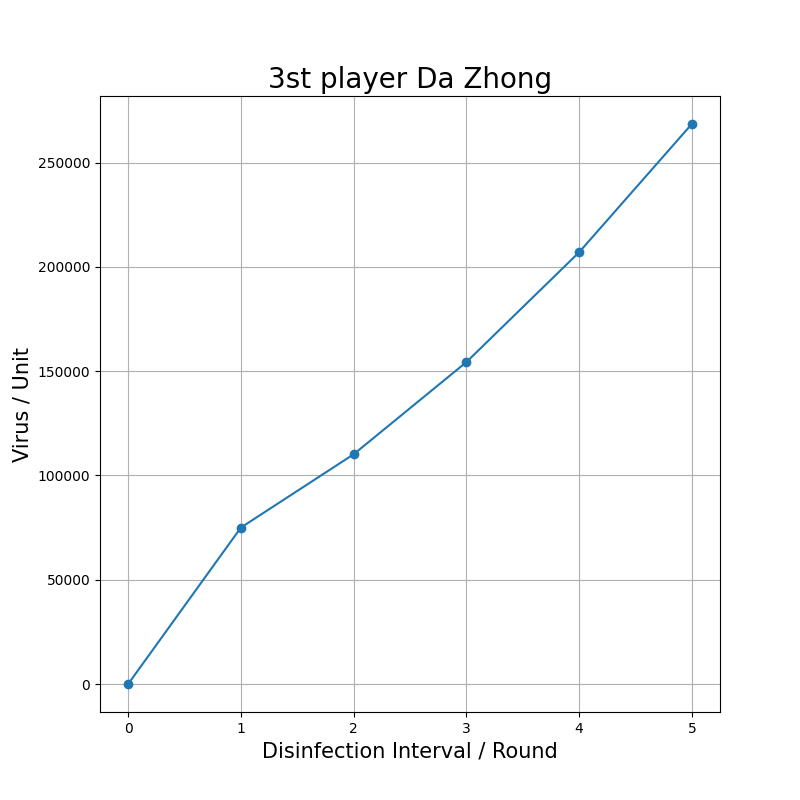 3st player Da Zhong
250000
200000
150000
100000
50000
0
Virus / Unit
0 1 2 3 4 5
Disinfection Interval / Round